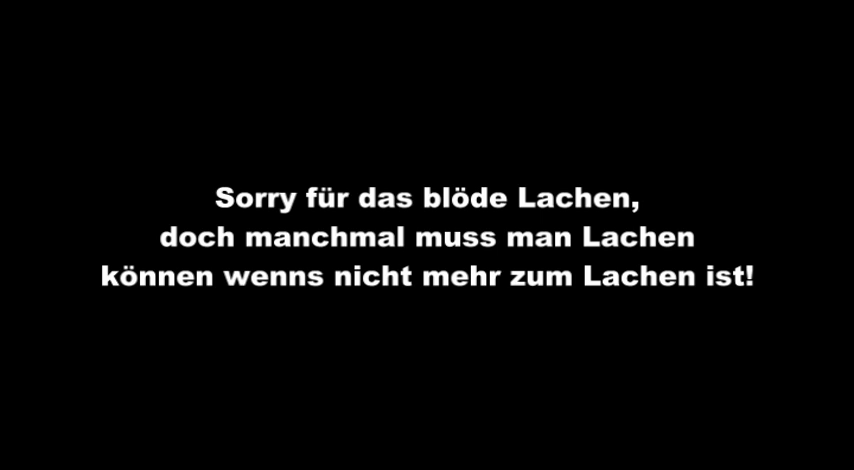 Sorry für das blöde Lachen,
doch manchmal muss man Lachen
können wenns nicht mehr zum Lachen ist!